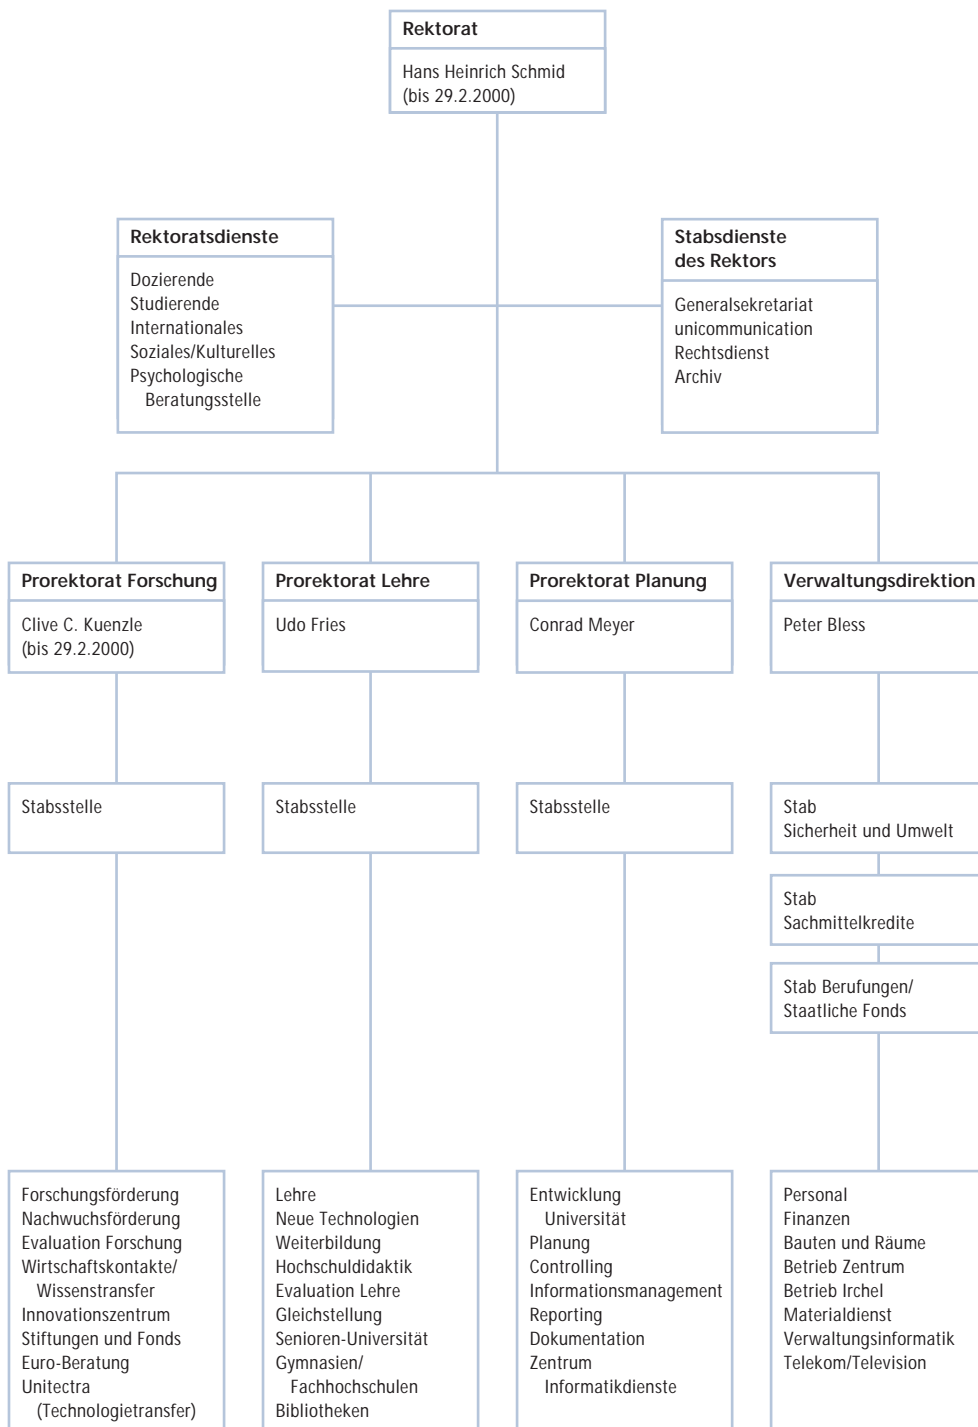 Rektorat
Hans Heinrich Schmid
(bis 29.2.2000)
Rektoratsdienste
Dozierende
Studierende
Internationales
Soziales/Kulturelles
Psychologische
Beratungsstelle
Stabsdienste
des Rektors
Generalsekretariat
unicommunication
Rechtsdienst
Archiv
Prorektorat Forschung
Clive C. Kuenzle
(bis 29.2.2000)
Prorektorat Lehre
Udo Fries
Prorektorat Planung
Conrad Meyer
Verwaltungsdirektion
Peter Bless
Stabsstelle
Stabsstelle
Stabsstelle
Stab
Sicherheit und Umwelt
Stab
Sachmittelkredite
Stab Berufungen/
Staatliche Fonds
Forschungsförderung
Nachwuchsförderung
Evaluation Forschung
Wirtschaftskontakte/
Wissenstransfer
Innovationszentrum
Stiftungen und Fonds
Euro-Beratung
Unitectra
(Technologietransfer)
Lehre
Neue Technologien
Weiterbildung
Hochschuldidaktik
Evaluation Lehre
Gleichstellung
Senioren-Universität
Gymnasien/
Fachhochschulen
Bibliotheken
Entwicklung
Universität
Planung
Controlling
Informationsmanagement
Reporting
Dokumentation
Zentrum
Informatikdienste
Personal
Finanzen
Bauten und Räume
Betrieb Zentrum
Betrieb Irchel
Materialdienst
Verwaltungsinformatik
Telekom/Television